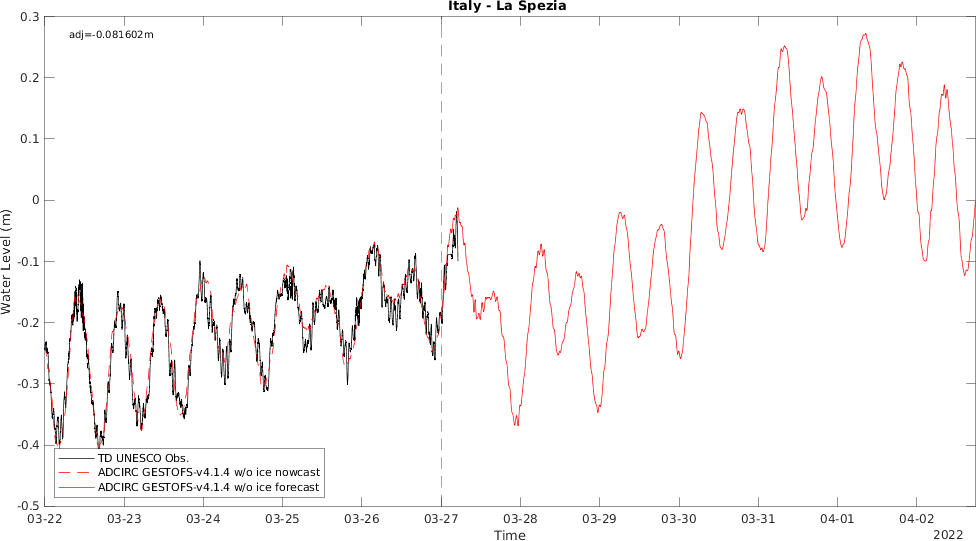 Italy - La Spezia
adj=-0.081602m
0.3
0.2
0.1
0
-0.1
-0.2
-0.3
-0.4
-0.5
Water Level (m)
TD UNESCO Obs.
ADCIRC GESTOFS-v4.1.4 w/o ice nowcast
ADCIRC GESTOFS-v4.1.4 w/o ice forecast
03-22 03-23 03-24 03-25 03-26 03-27 03-28 03-29 03-30 03-31 04-01 04-02
Time
2022